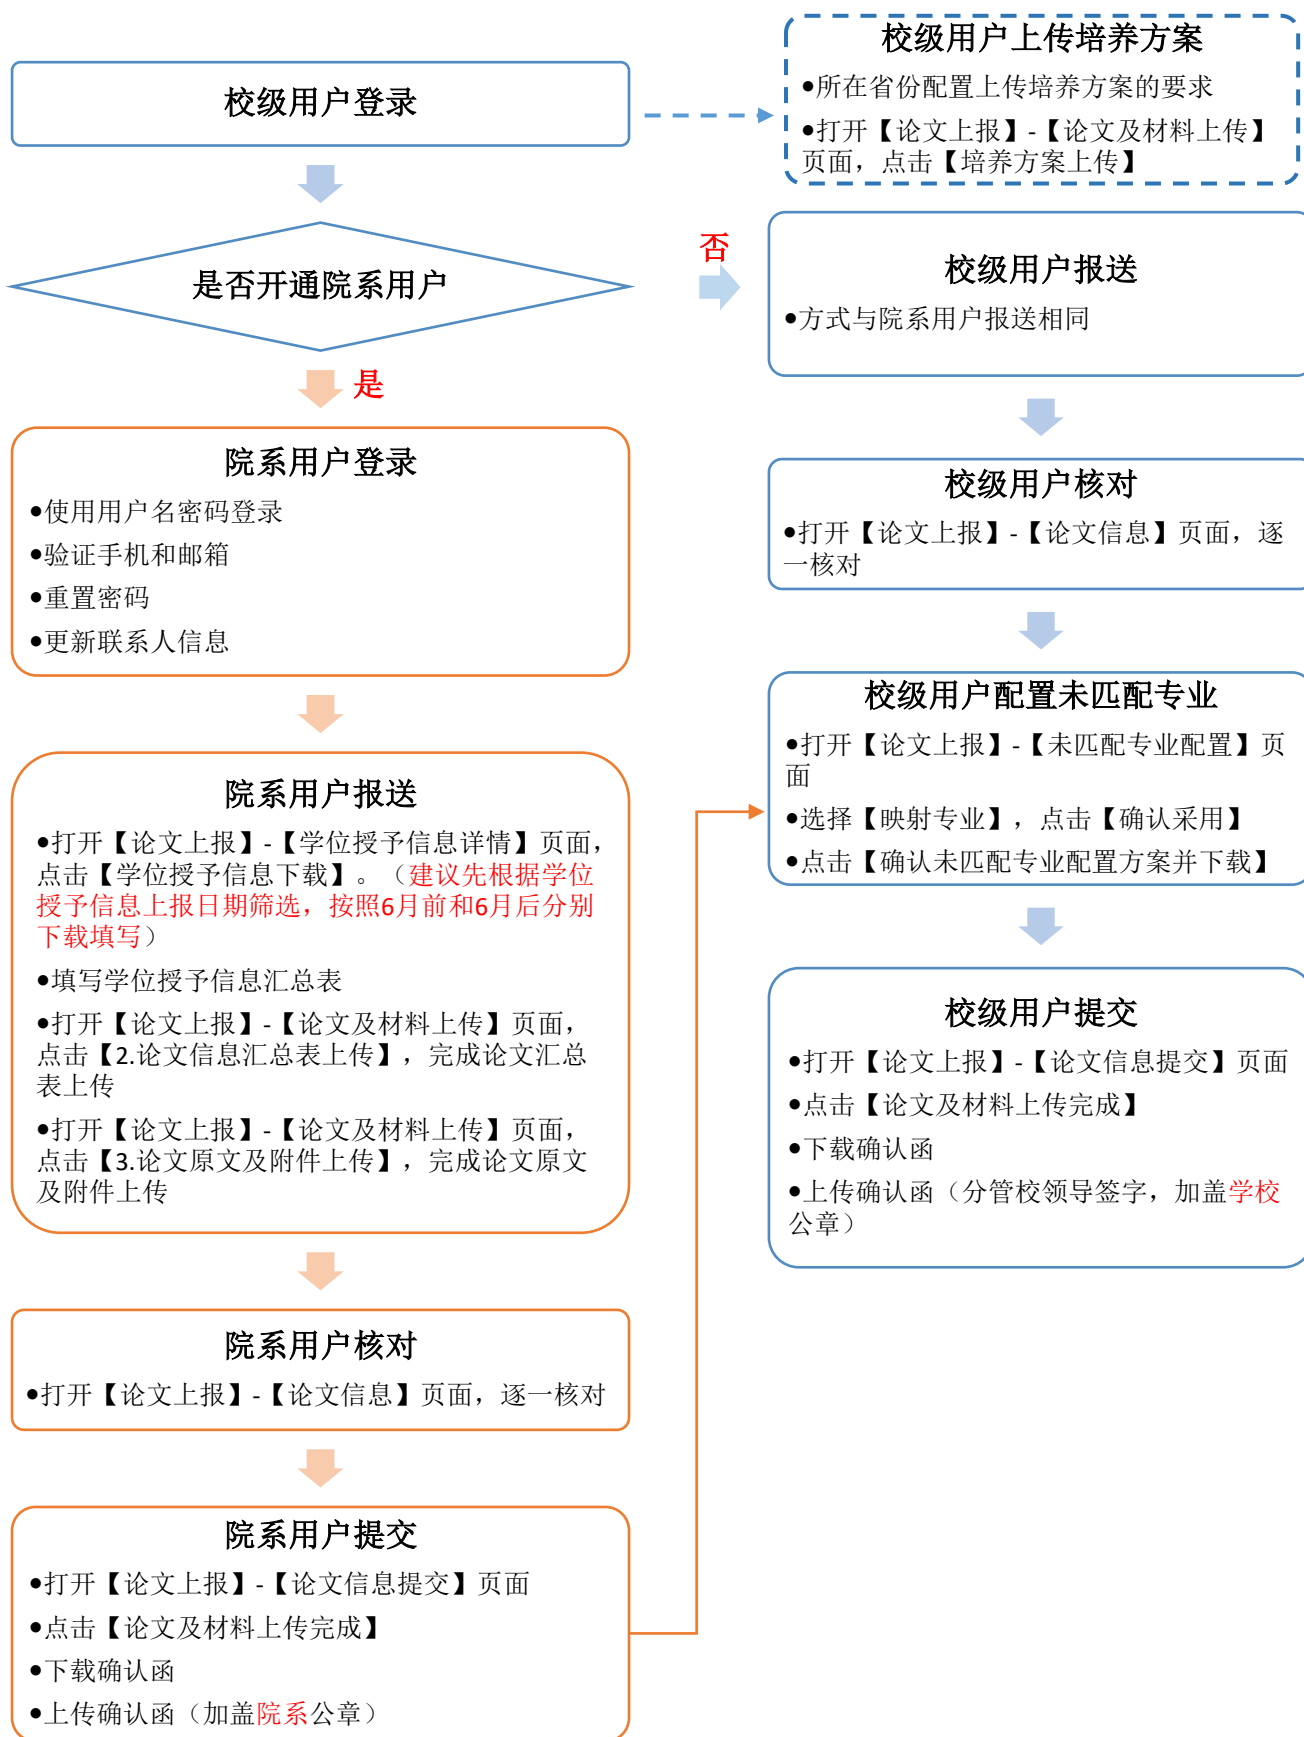 校级用户登录
校级用户上传培养方案
●所在省份配置上传培养方案的要求
●打开【论文上报】-【论文及材料上传】
页面，点击【培养方案上传】
是否开通院系用户
否
是
校级用户报送
●方式与院系用户报送相同
校级用户核对
●打开【论文上报】-【论文信息】页面，逐
一核对
校级用户配置未匹配专业
●打开【论文上报】-【未匹配专业配置】页
面
●选择【映射专业】，点击【确认采用】
●点击【确认未匹配专业配置方案并下载】
校级用户提交
●打开【论文上报】-【论文信息提交】页面
●点击【论文及材料上传完成】
●下载确认函
●上传确认函（分管校领导签字，加盖学校
公章）
院系用户登录
●使用用户名密码登录
●验证手机和邮箱
●重置密码
●更新联系人信息
院系用户报送
●打开【论文上报】-【学位授予信息详情】页面，
点击【学位授予信息下载】。（建议先根据学位
授予信息上报日期筛选，按照6月前和6月后分别
下载填写）
●填写学位授予信息汇总表
●打开【论文上报】-【论文及材料上传】页面，
点击【2.论文信息汇总表上传】，完成论文汇总
表上传
●打开【论文上报】-【论文及材料上传】页面，
点击【3.论文原文及附件上传】，完成论文原文
及附件上传
院系用户核对
●打开【论文上报】-【论文信息】页面，逐一核对
院系用户提交
●打开【论文上报】-【论文信息提交】页面
●点击【论文及材料上传完成】
●下载确认函
●上传确认函（加盖院系公章）